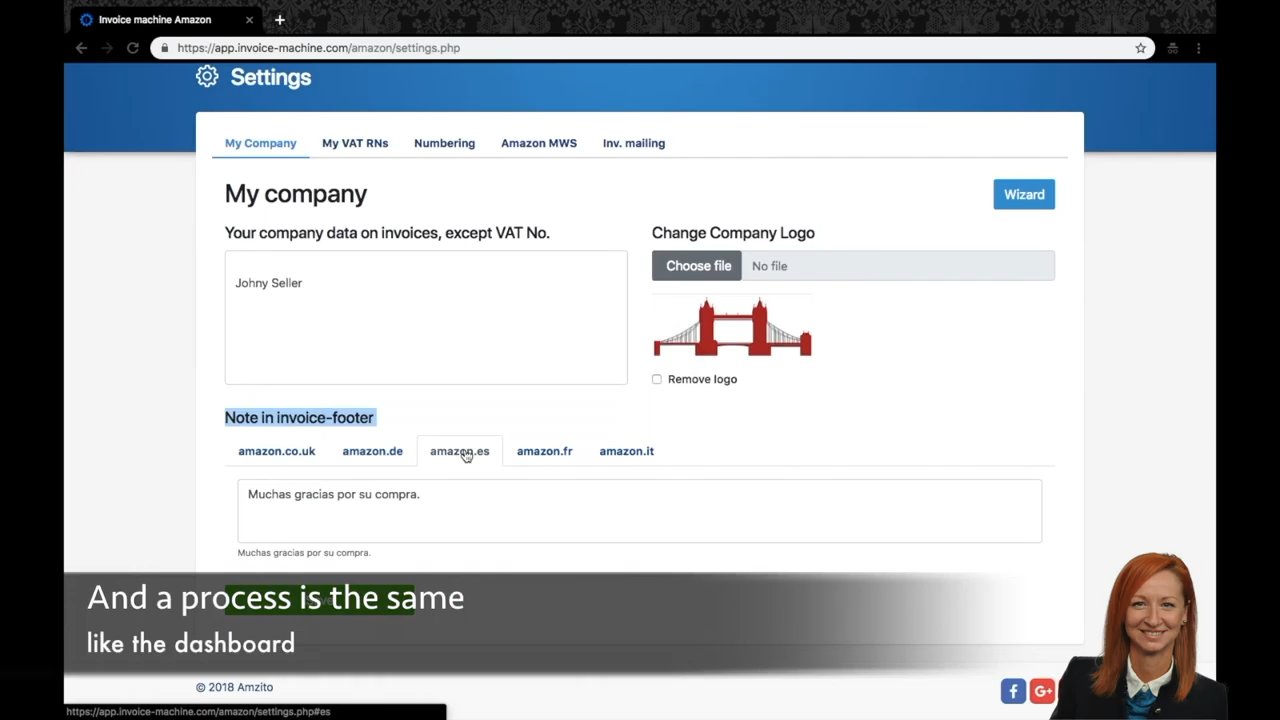 Invoice machine Amazon
https://app.invoice-machine.com/amazon/settings.php
Settings
My Company My VAT RNs Numbering Amazon MWS Inv. mailing
My company
Wizard
Your company data on invoices, except VAT No.
Change Company Logo
Choose file No file
Johny Seller
Remove logo
Note in invoice-footer
amazon.co.uk amazon.de amazon.es amazon.fr amazon.it
Muchas gracias por su compra.
Muchas gracias por su compra.
And a process is the same
like the dashboard
© 2018 Amzito
https://app.invoice-machine.com/amazon/settings.php#es